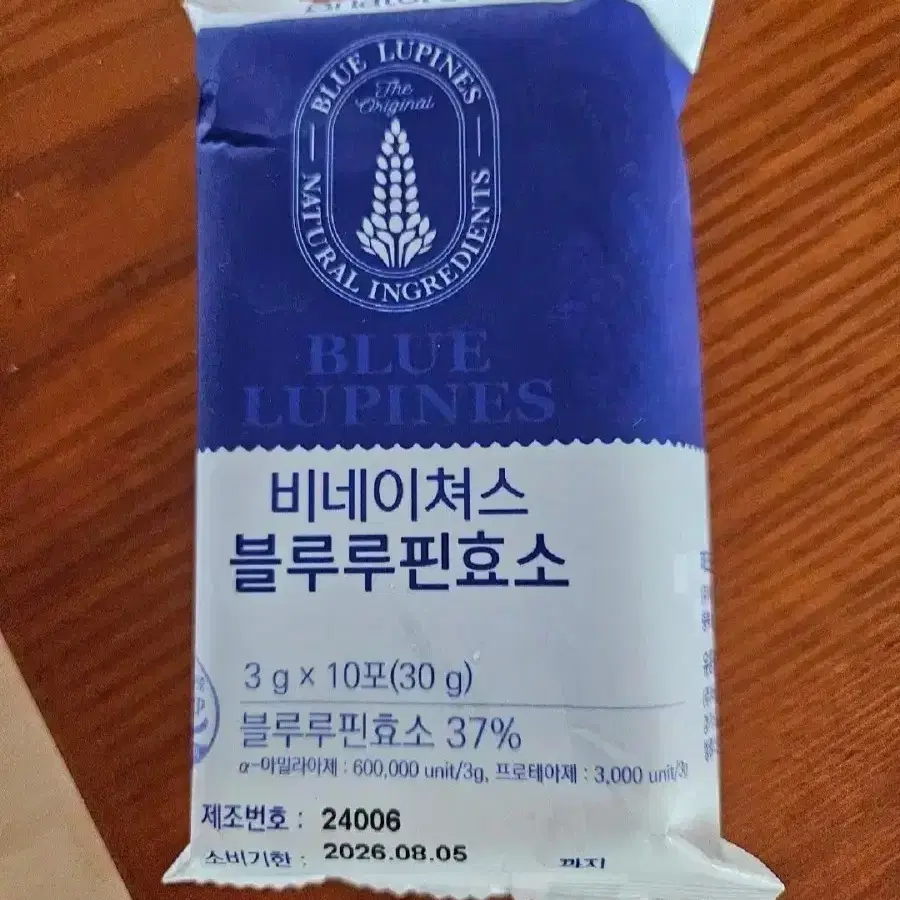 BLUE LUPINES
The
Original
NATURAL INGREDIENTS
BLUE
LUPINES
비네이쳐스
블루루핀효소
3 g × 10포(30 g)
블루루핀효소 37%
α-아밀라아제 : 600,000 unit/3g, 프로테아제 : 3,000 unit/3g
제조번호 : 24006
소비기한 : 2026.08.05 까지